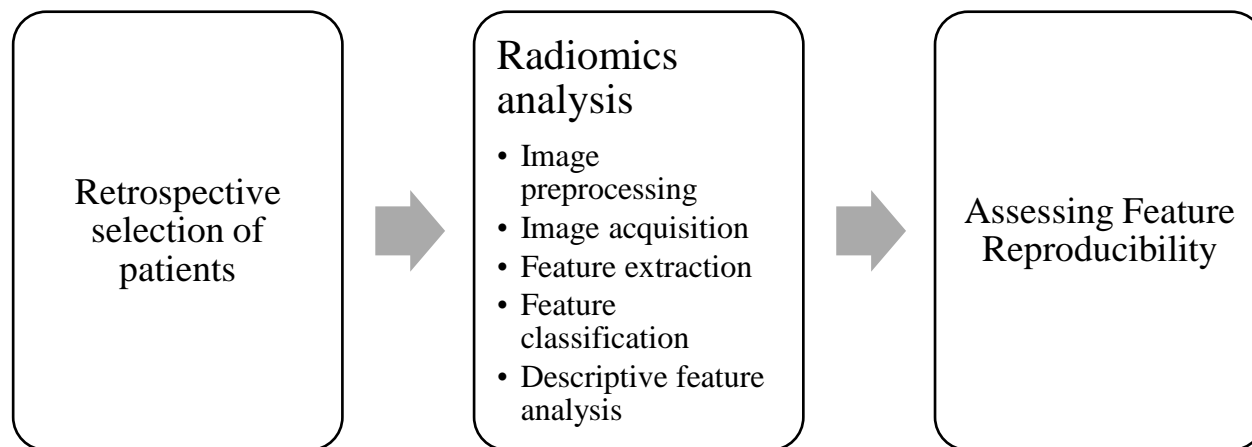 Retrospective
selection of
patients
Radiomics
analysis
• Image
preprocessing
• Image acquisition
• Feature extraction
• Feature
classification
• Descriptive feature
analysis
Assessing Feature
Reproducibility